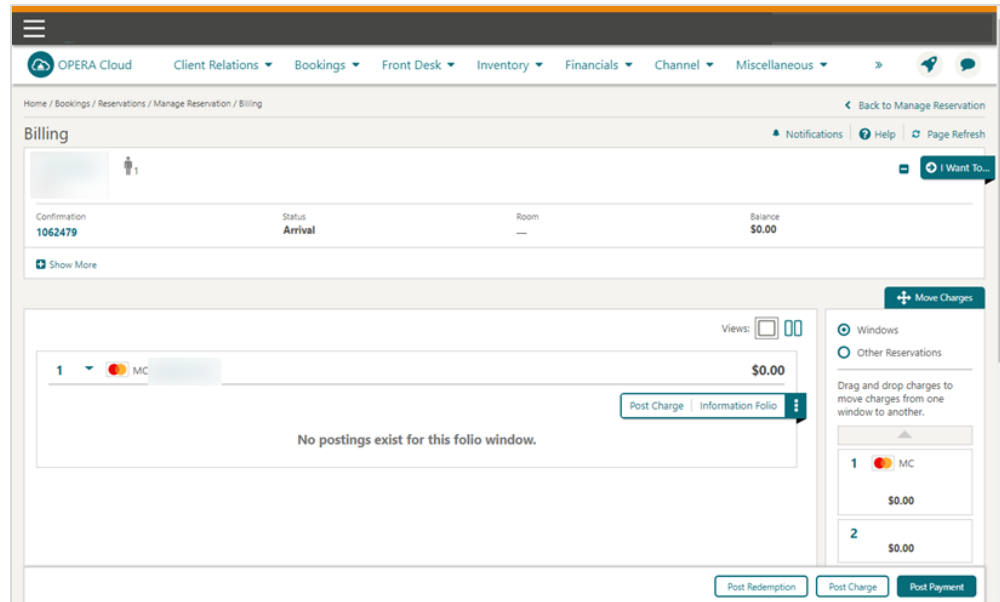 OPERA Cloud Client Relations Bookings Front Desk Inventory Financials Channel Miscellaneous »
Home / Bookings / Reservations / Manage Reservation / Billing
Back to Manage Reservation
Billing
Notifications Help Page Refresh
1
I Want To...
Confirmation Status Room Balance
1062479 Arrival — $0.00
Show More
Move Charges
Views:
1 MC $0.00
Post Charge Information Folio
No postings exist for this folio window.
Windows
Other Reservations
Drag and drop charges to
move charges from one
window to another.
1 MC
$0.00
2
$0.00
Post Redemption Post Charge Post Payment